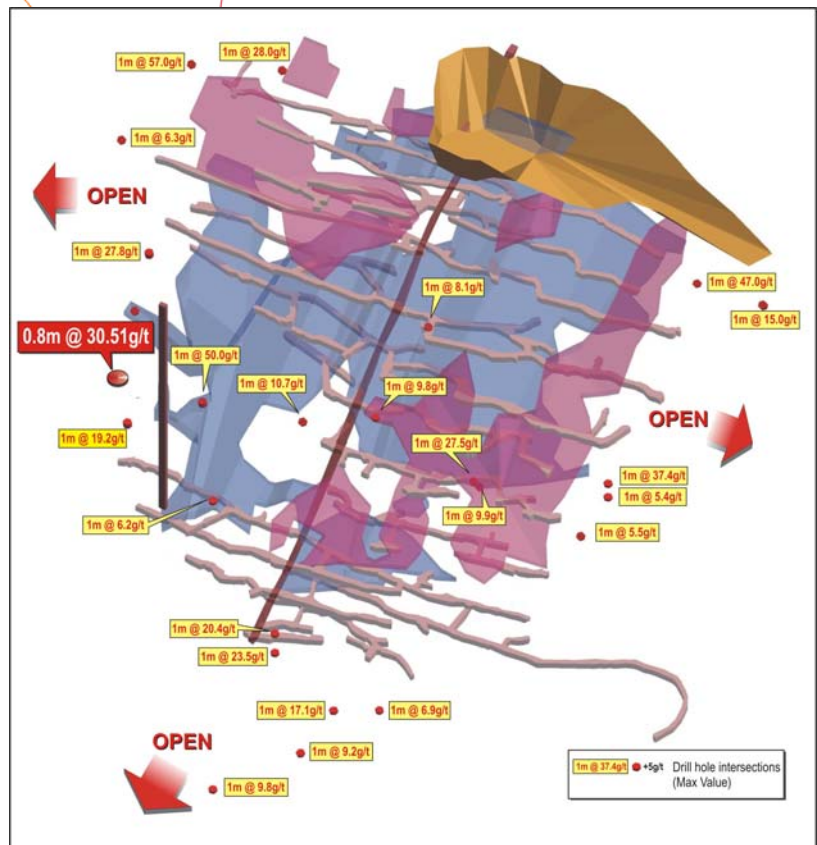 1m @ 28.0g/t
1m @ 57.0g/t
1m @ 6.3g/t
OPEN
1m @ 27.8g/t
1m @ 47.0g/t
1m @ 8.1g/t
1m @ 15.0g/t
0.8m @ 30.51g/t
1m @ 50.0g/t
1m @ 10.7g/t
1m @ 9.8g/t
OPEN
1m @ 19.2g/t
1m @ 27.5g/t
1m @ 37.4g/t
1m @ 5.4g/t
1m @ 6.2g/t
1m @ 9.9g/t
1m @ 5.5g/t
1m @ 20.4g/t
1m @ 23.5g/t
1m @ 17.1g/t
1m @ 6.9g/t
OPEN
1m @ 9.2g/t
1m @ 9.8g/t
1m @ 37.4g/t +5g/t Drill hole intersections
(Max Value)